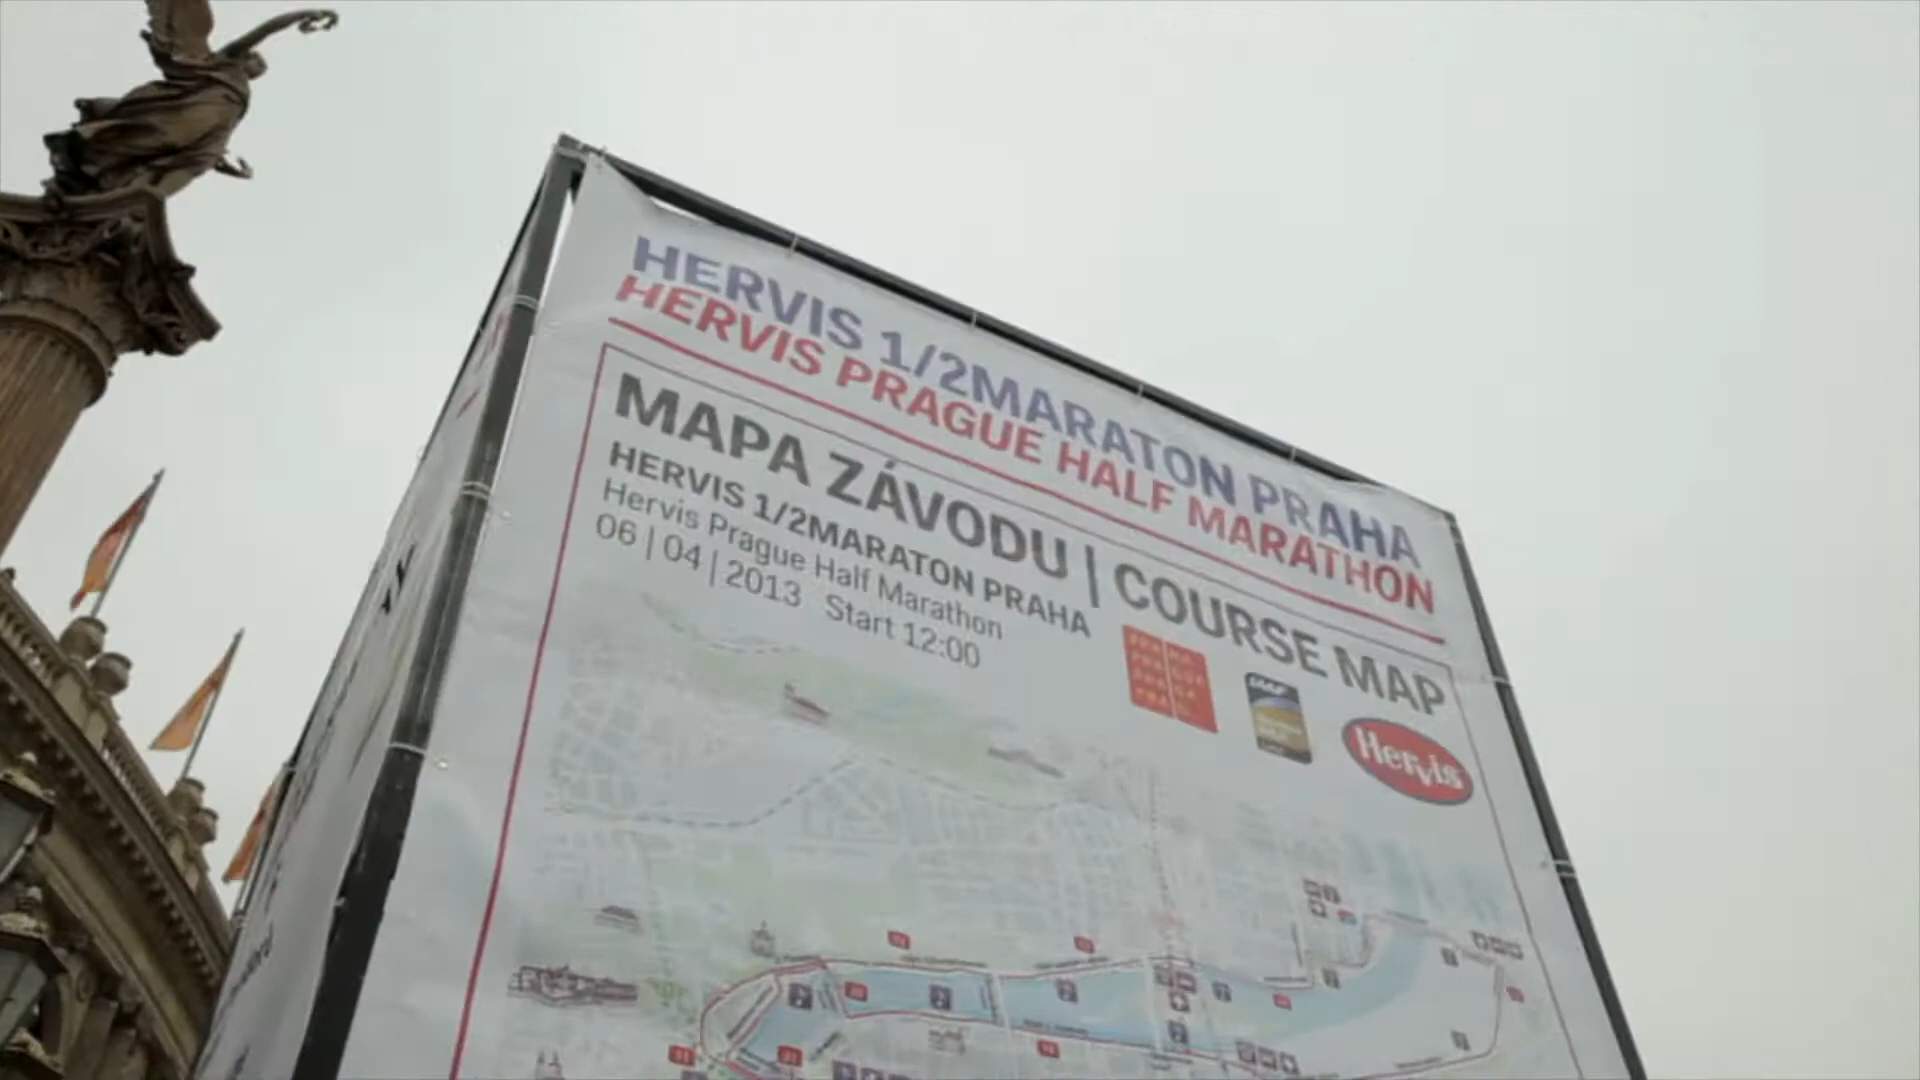 HERVIS 1/2MARATON PRAHA
HERVIS PRAGUE HALF MARATHON
MAPA ZÁVODU | COURSE MAP
HERVIS 1/2MARATON PRAHA
Hervis Prague Half Marathon
06 | 04 | 2013 Start 12:00
Hervis